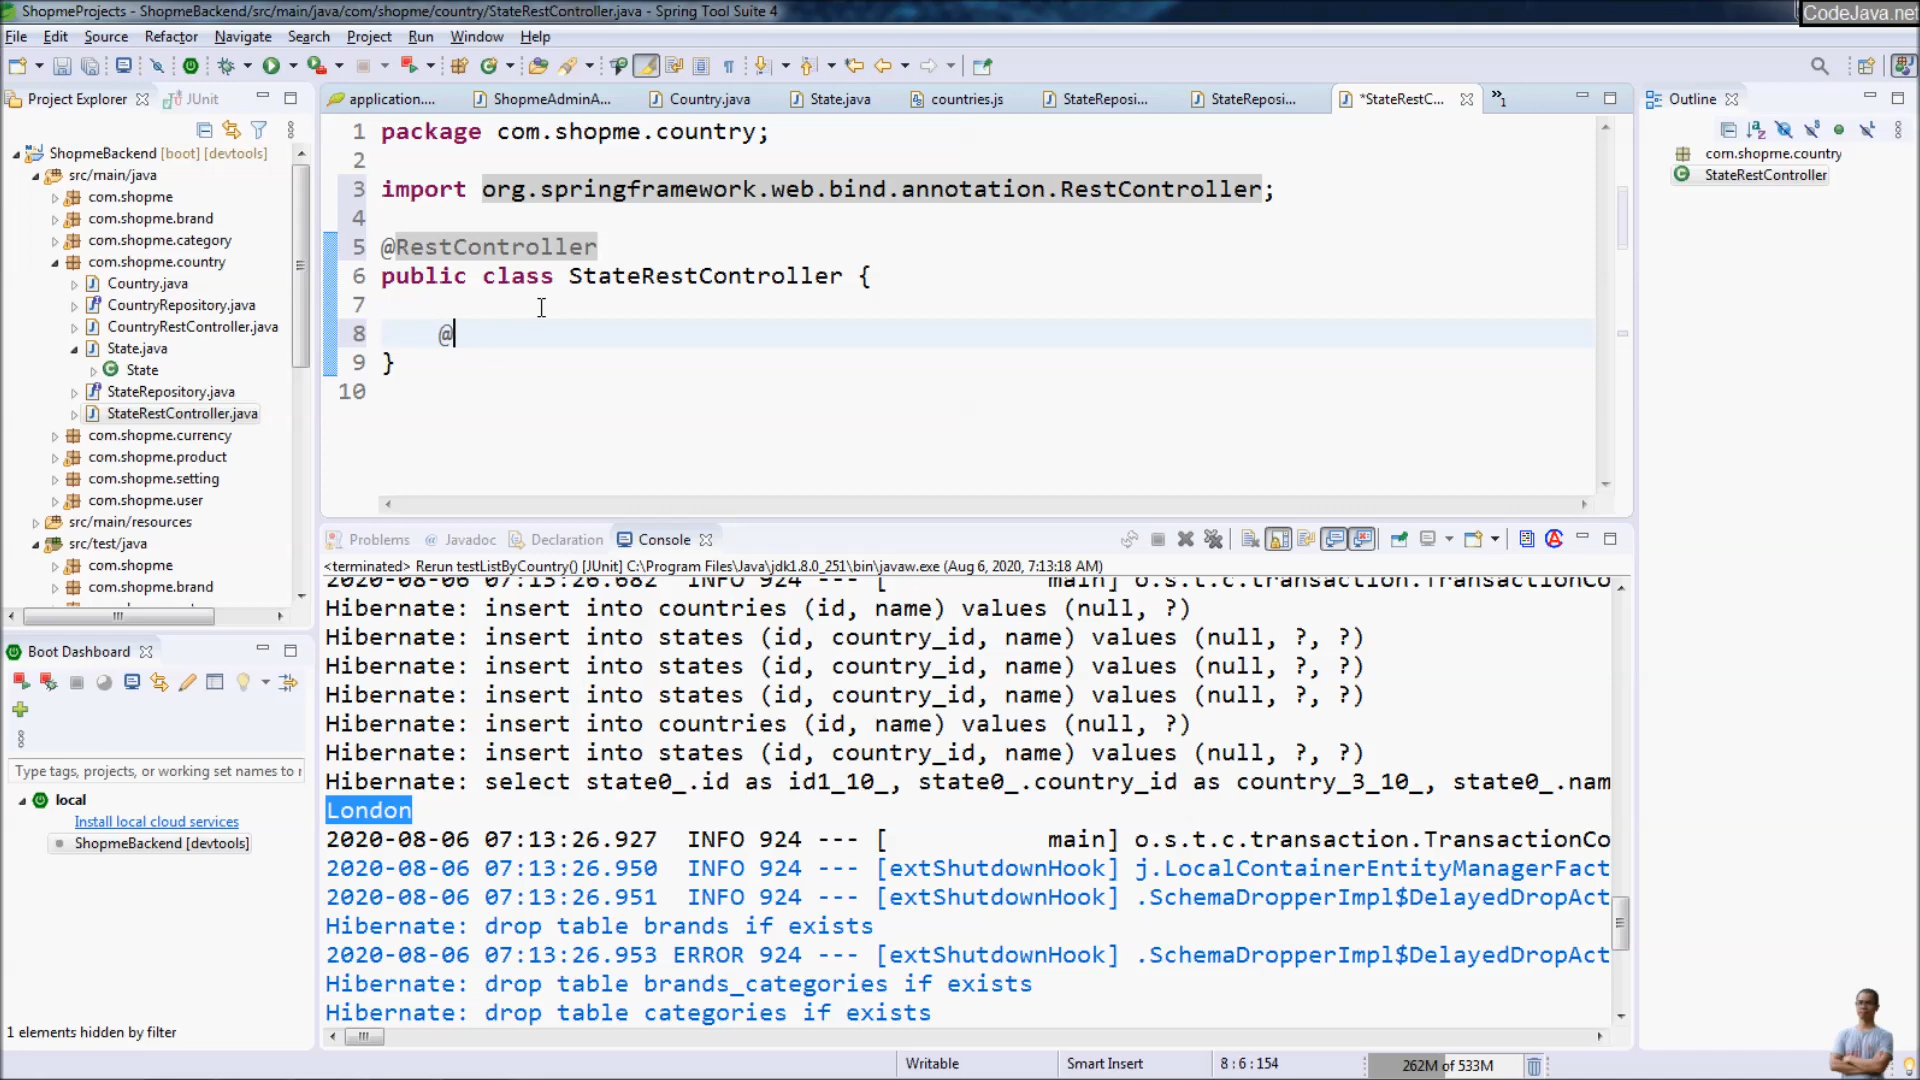 ShopmeProjects - ShopmeBackend/src/main/java/com/shopme/country/StateRestController.java - Spring Tool Suite 4
CodeJava.net
File Edit Source Refactor Navigate Search Project Run Window Help
Project Explorer JUnit
application.... ShopmeAdminA... Country.java State.java countries.js StateReposi... StateReposi... *StateRestC... »1
Outline
ShopmeBackend [boot] [devtools]
src/main/java
com.shopme
com.shopme.brand
com.shopme.category
com.shopme.country
Country.java
CountryRepository.java
CountryRestController.java
State.java
State
StateRepository.java
StateRestController.java
com.shopme.currency
com.shopme.product
com.shopme.setting
com.shopme.user
src/main/resources
src/test/java
com.shopme
com.shopme.brand
1 package com.shopme.country;
2
3 import org.springframework.web.bind.annotation.RestController;
4
5 @RestController
6 public class StateRestController {
7
8 @
9 }
10
com.shopme.country
StateRestController
Boot Dashboard
Type tags, projects, or working set names to r
local
Install local cloud services
ShopmeBackend [devtools]
1 elements hidden by filter
Problems @ Javadoc Declaration Console
<terminated> Rerun testListByCountry() [JUnit] C:\Program Files\Java\jdk1.8.0_251\bin\javaw.exe (Aug 6, 2020, 7:13:18 AM)
2020-08-06 07:13:26.682 INFO 924 --- [ main] o.s.t.c.transaction.TransactionCo
Hibernate: insert into countries (id, name) values (null, ?)
Hibernate: insert into states (id, country_id, name) values (null, ?, ?)
Hibernate: insert into states (id, country_id, name) values (null, ?, ?)
Hibernate: insert into states (id, country_id, name) values (null, ?, ?)
Hibernate: insert into countries (id, name) values (null, ?)
Hibernate: insert into states (id, country_id, name) values (null, ?, ?)
Hibernate: select state0_.id as id1_10_, state0_.country_id as country_3_10_, state0_.nam
London
2020-08-06 07:13:26.927 INFO 924 --- [ main] o.s.t.c.transaction.TransactionCo
2020-08-06 07:13:26.950 INFO 924 --- [extShutdownHook] j.LocalContainerEntityManagerFact
2020-08-06 07:13:26.951 INFO 924 --- [extShutdownHook] .SchemaDropperImpl$DelayedDropAct
Hibernate: drop table brands if exists
2020-08-06 07:13:26.953 ERROR 924 --- [extShutdownHook] .SchemaDropperImpl$DelayedDropAct
Hibernate: drop table brands_categories if exists
Hibernate: drop table categories if exists
Writable Smart Insert 8 : 6 : 154 262M of 533M